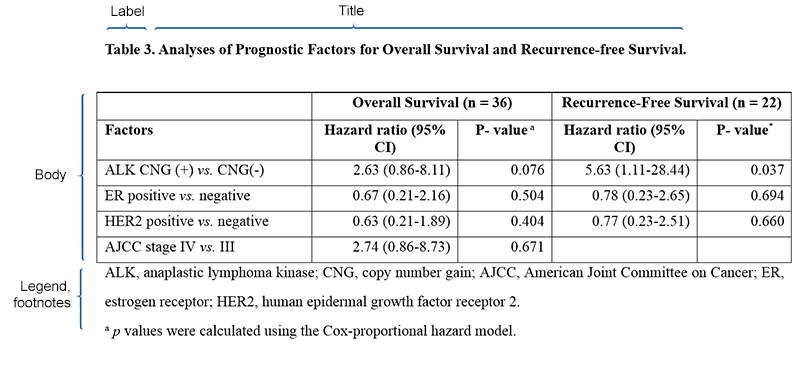 Label Title
Table 3. Analyses of Prognostic Factors for Overall Survival and Recurrence-free Survival.
Overall Survival (n = 36) Recurrence-Free Survival (n = 22)
Factors Hazard ratio (95% CI) P- value a Hazard ratio (95% CI) P- value*
Body
ALK CNG (+) vs. CNG(-) 2.63 (0.86-8.11) 0.076 5.63 (1.11-28.44) 0.037
ER positive vs. negative 0.67 (0.21-2.16) 0.504 0.78 (0.23-2.65) 0.694
HER2 positive vs. negative 0.63 (0.21-1.89) 0.404 0.77 (0.23-2.51) 0.660
AJCC stage IV vs. III 2.74 (0.86-8.73) 0.671
Legend,
footnotes
ALK, anaplastic lymphoma kinase; CNG, copy number gain; AJCC, American Joint Committee on Cancer; ER,
estrogen receptor; HER2, human epidermal growth factor receptor 2.
a p values were calculated using the Cox-proportional hazard model.